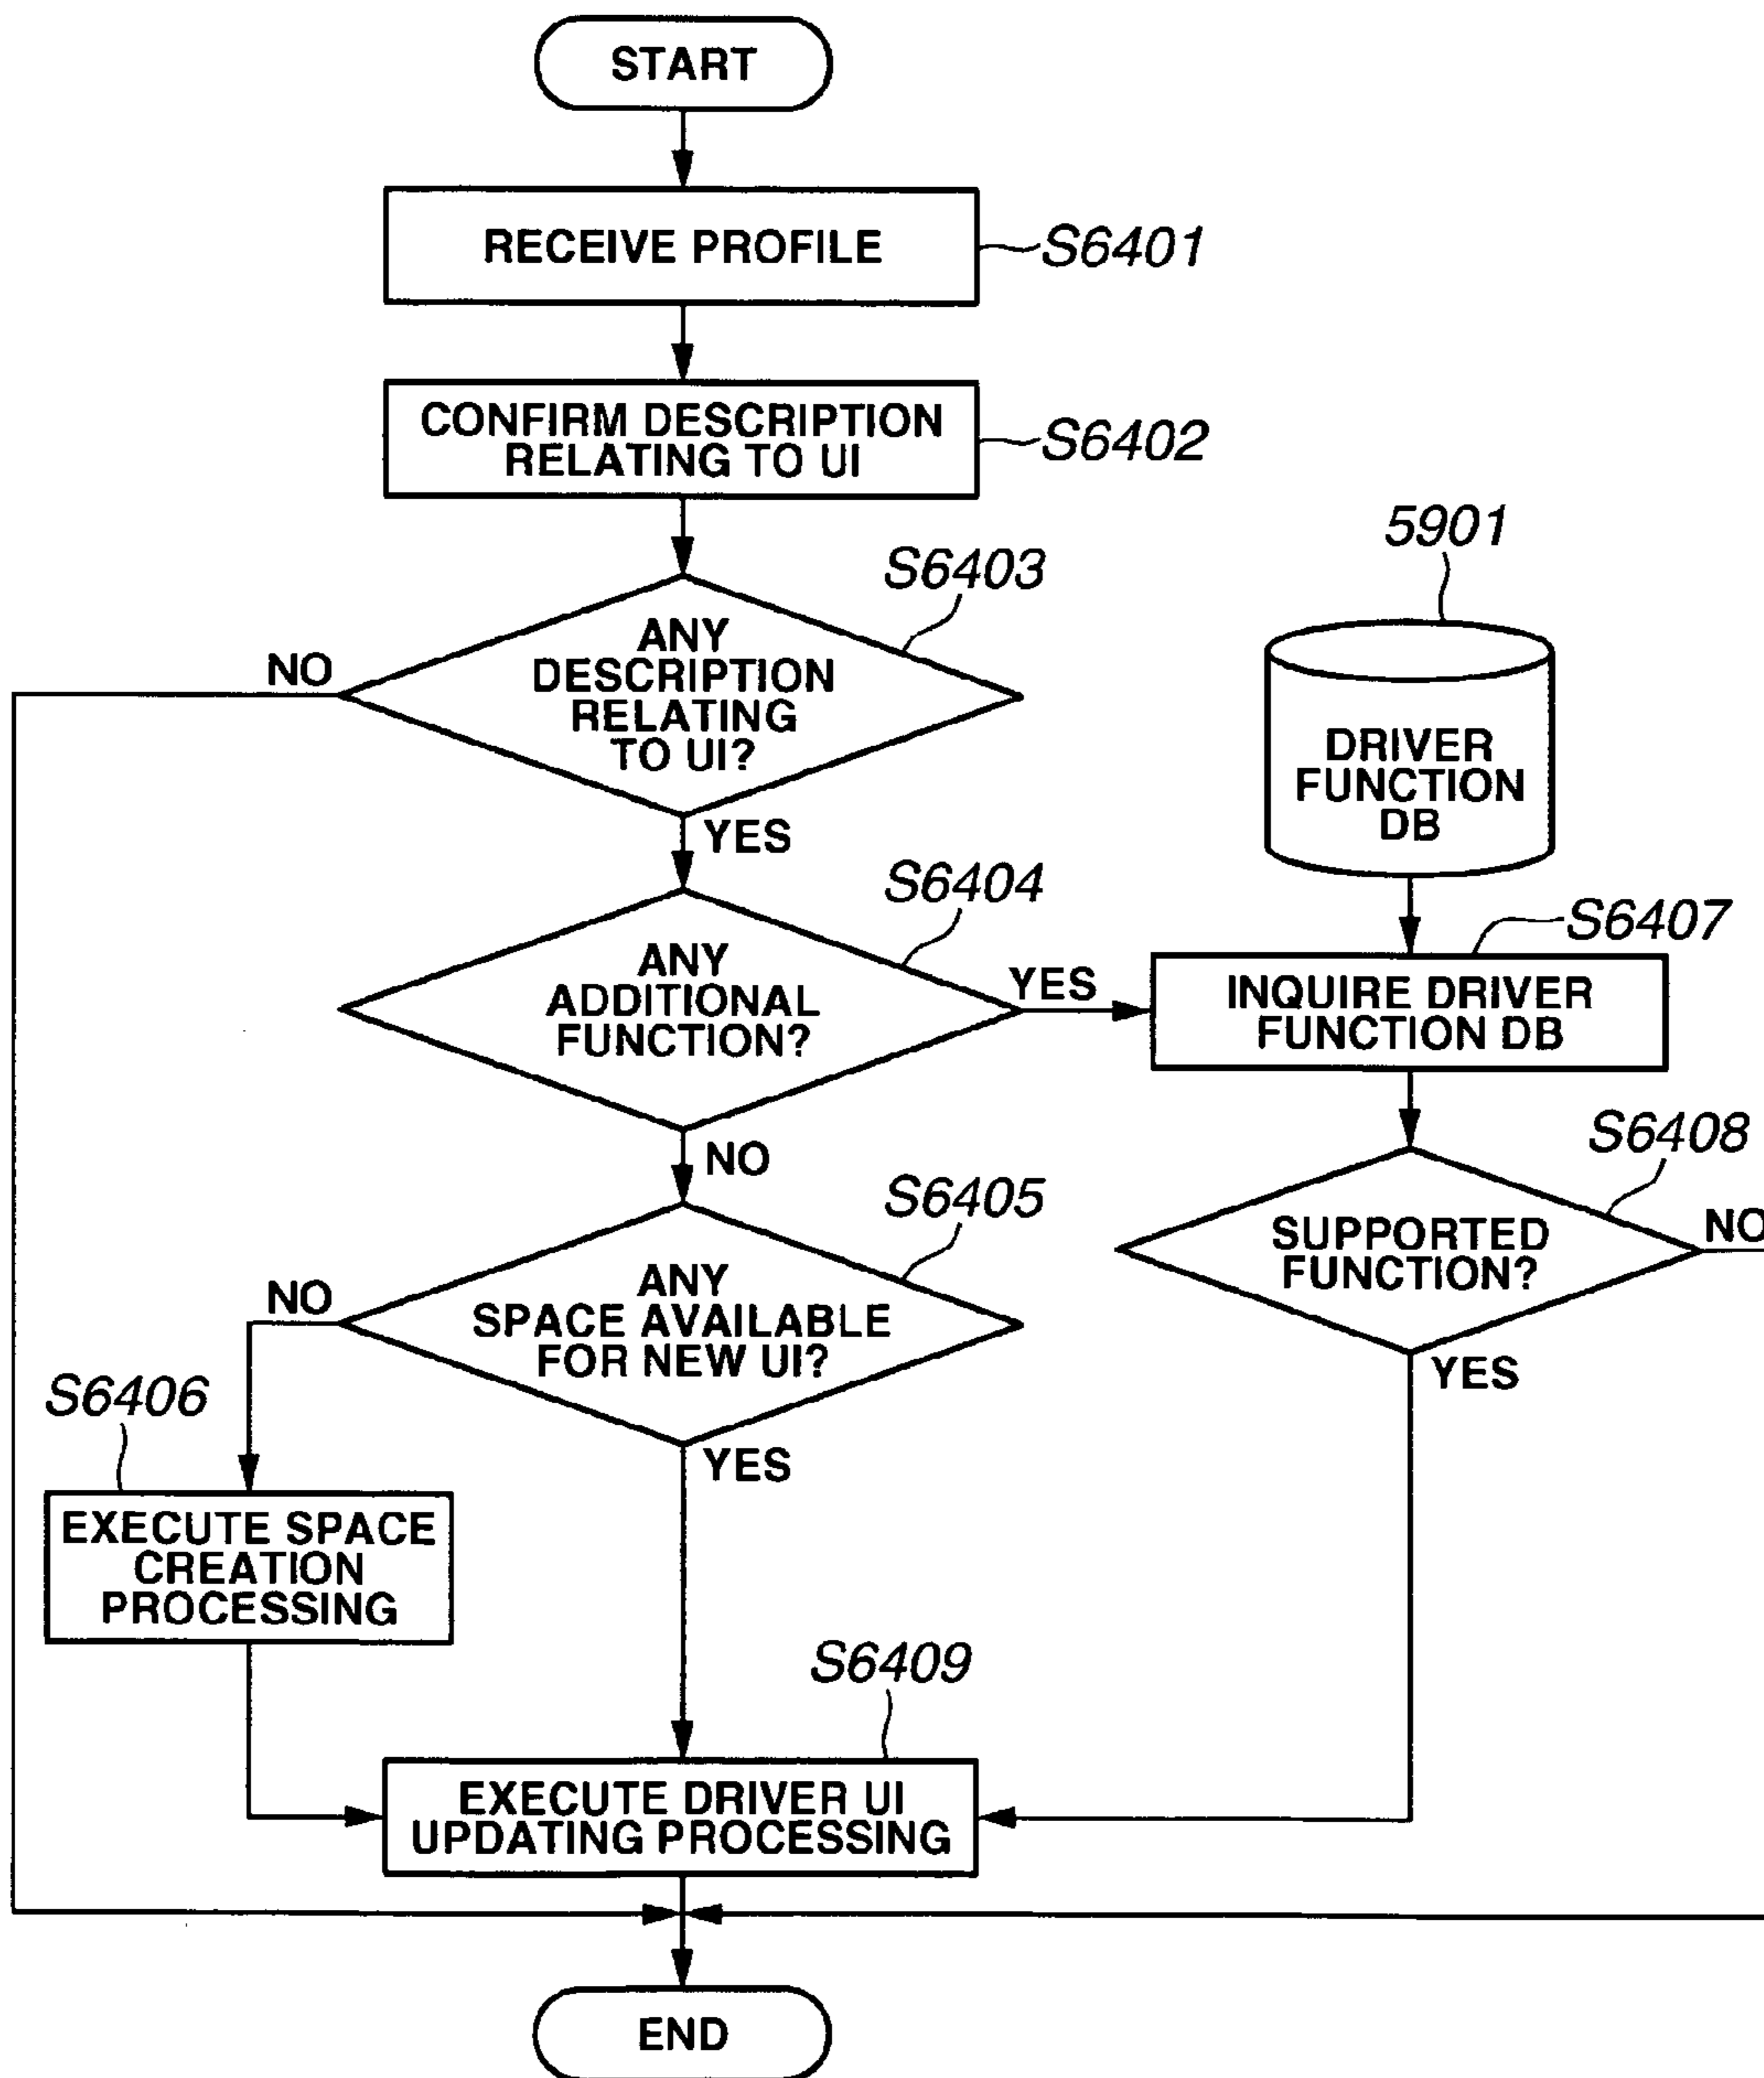 START
RECEIVE PROFILE
S6401
CONFIRM DESCRIPTION
RELATING TO UI
S6402
S6403
ANY
DESCRIPTION
RELATING
TO UI?
NO
YES
5901
DRIVER
FUNCTION
DB
S6404
ANY
ADDITIONAL
FUNCTION?
YES
NO
S6407
INQUIRE DRIVER
FUNCTION DB
S6408
SUPPORTED
FUNCTION?
NO
YES
S6405
ANY
SPACE AVAILABLE
FOR NEW UI?
NO
YES
S6406
EXECUTE SPACE
CREATION
PROCESSING
S6409
EXECUTE DRIVER UI
UPDATING PROCESSING
END